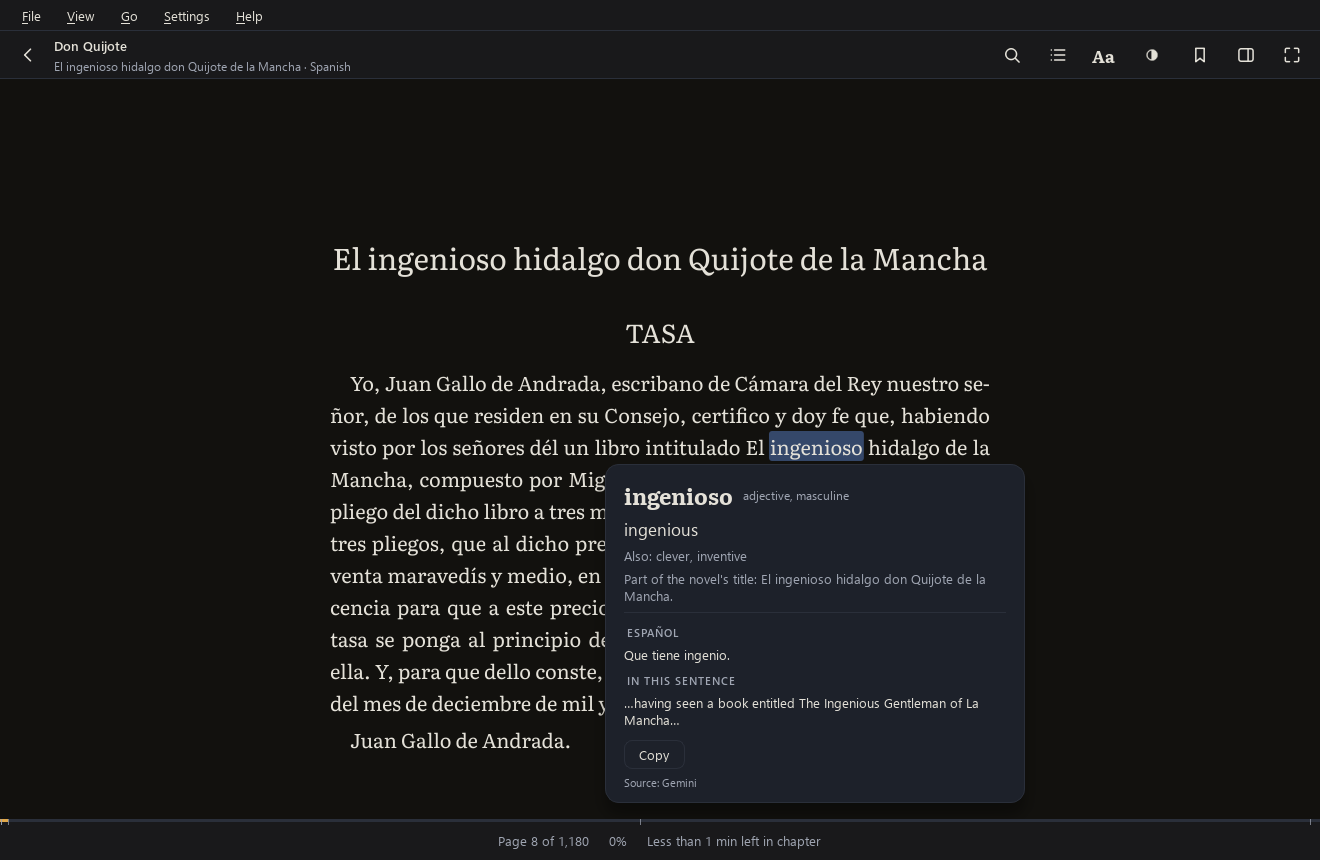 File View Go Settings Help
Don Quijote
El ingenioso hidalgo don Quijote de la Mancha · Spanish
Aa
El ingenioso hidalgo don Quijote de la Mancha
TASA
Yo, Juan Gallo de Andrada, escribano de Cámara del Rey nuestro se-
ñor, de los que residen en su Consejo, certifico y doy fe que, habiendo
visto por los señores dél un libro intitulado El ingenioso hidalgo de la
Mancha, compuesto por Mig
pliego del dicho libro a tres m
tres pliegos, que al dicho pre
venta maravedís y medio, en
cencia para que a este precio
tasa se ponga al principio de
ella. Y, para que dello conste,
del mes de deciembre de mil y
Juan Gallo de Andrada.
ingenioso adjective, masculine
ingenious
Also: clever, inventive
Part of the novel's title: El ingenioso hidalgo don Quijote de la
Mancha.
ESPAÑOL
Que tiene ingenio.
IN THIS SENTENCE
…having seen a book entitled The Ingenious Gentleman of La
Mancha…
Copy
Source: Gemini
Page 8 of 1,180 0% Less than 1 min left in chapter